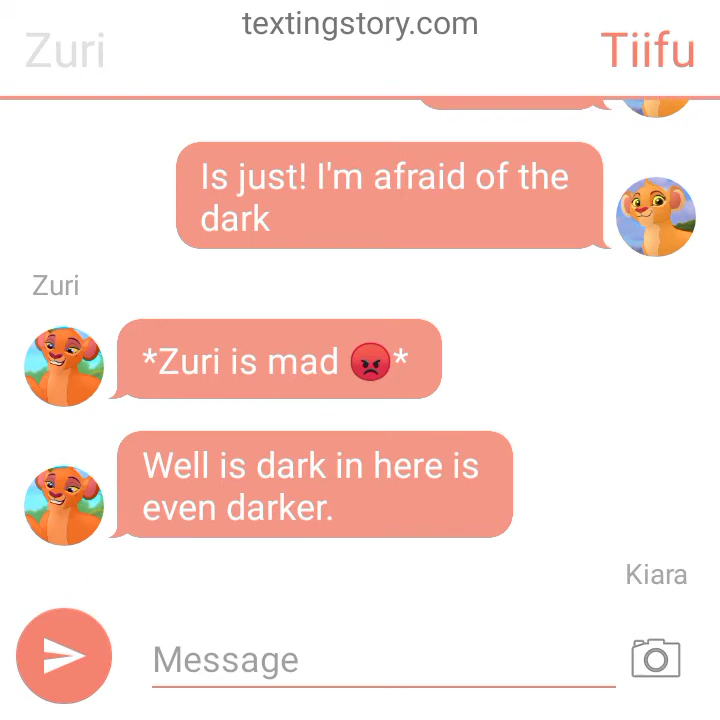 textingstory.com
Zuri
Tiifu
Is just! I'm afraid of the
dark
Zuri
*Zuri is mad 😡*
Well is dark in here is
even darker.
Kiara
Message